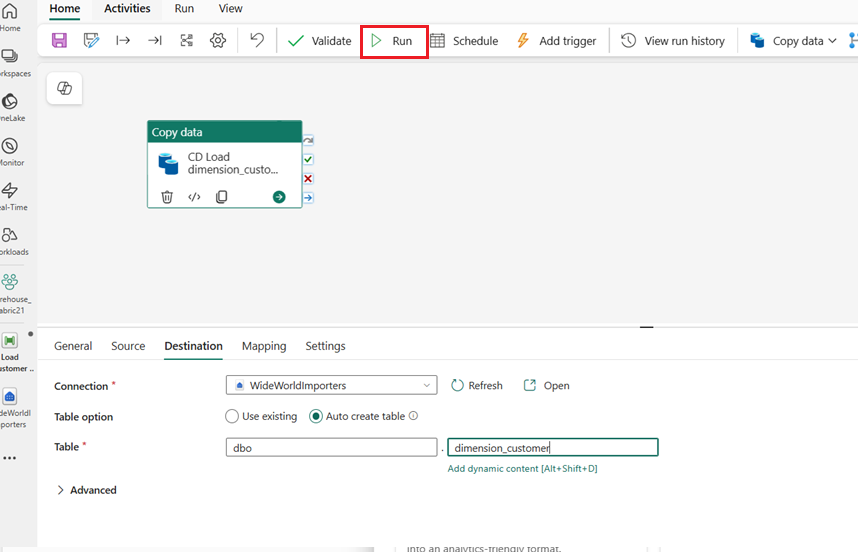 Home Activities Run View
Validate Run Schedule Add trigger View run history Copy data
Home
rkspaces
neLake
onitor
al-Time
orkloads
rehouse_
abric21
Load
ustomer ..
deWorldI
porters
Copy data
CD Load
dimension_custo...
General Source Destination Mapping Settings
Connection *
WideWorldImporters
Refresh
Open
Table option
Use existing
Auto create table
Table *
dbo . dimension_customer
Add dynamic content [Alt+Shift+D]
Advanced
into an analytics-friendly format.